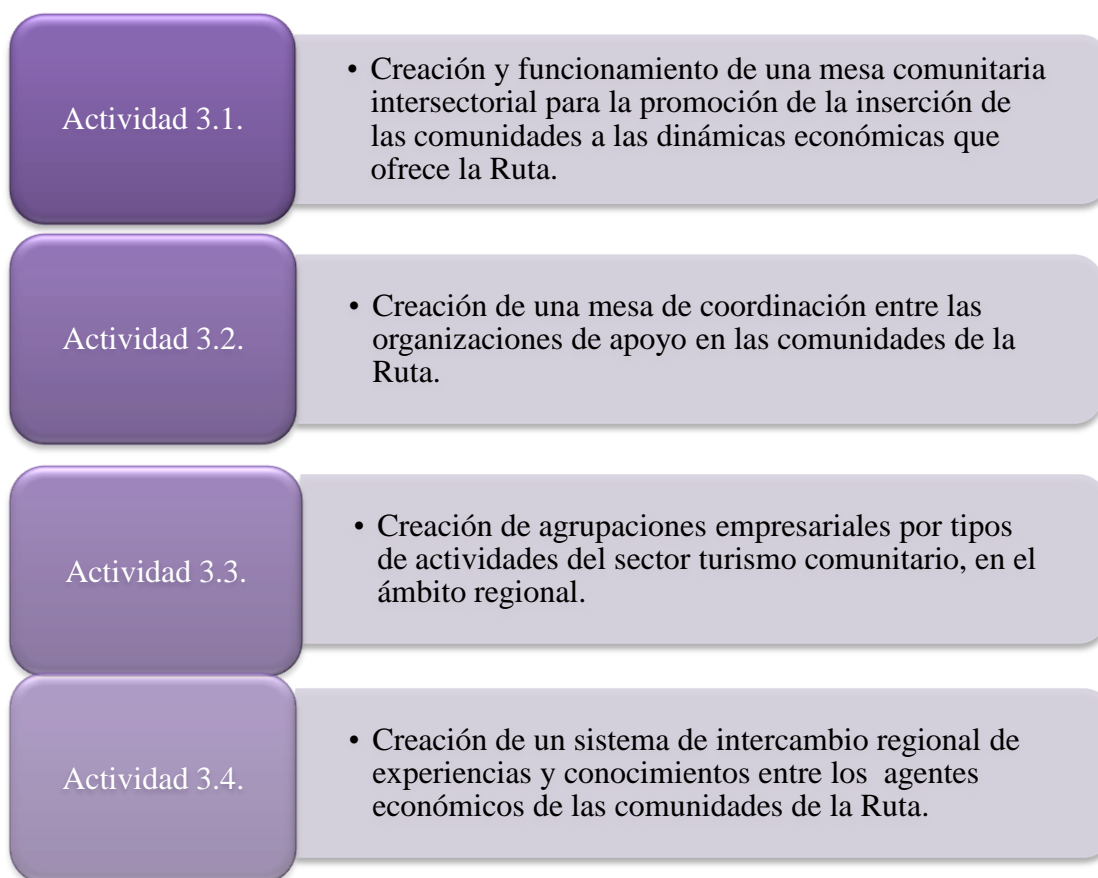 Actividad 3.1.
• Creación y funcionamiento de una mesa comunitaria
intersectorial para la promoción de la inserción de
las comunidades a las dinámicas económicas que
ofrece la Ruta.
Actividad 3.2.
• Creación de una mesa de coordinación entre las
organizaciones de apoyo en las comunidades de la
Ruta.
Actividad 3.3.
• Creación de agrupaciones empresariales por tipos
de actividades del sector turismo comunitario, en el
ámbito regional.
Actividad 3.4.
• Creación de un sistema de intercambio regional de
experiencias y conocimientos entre los  agentes
económicos de las comunidades de la Ruta.